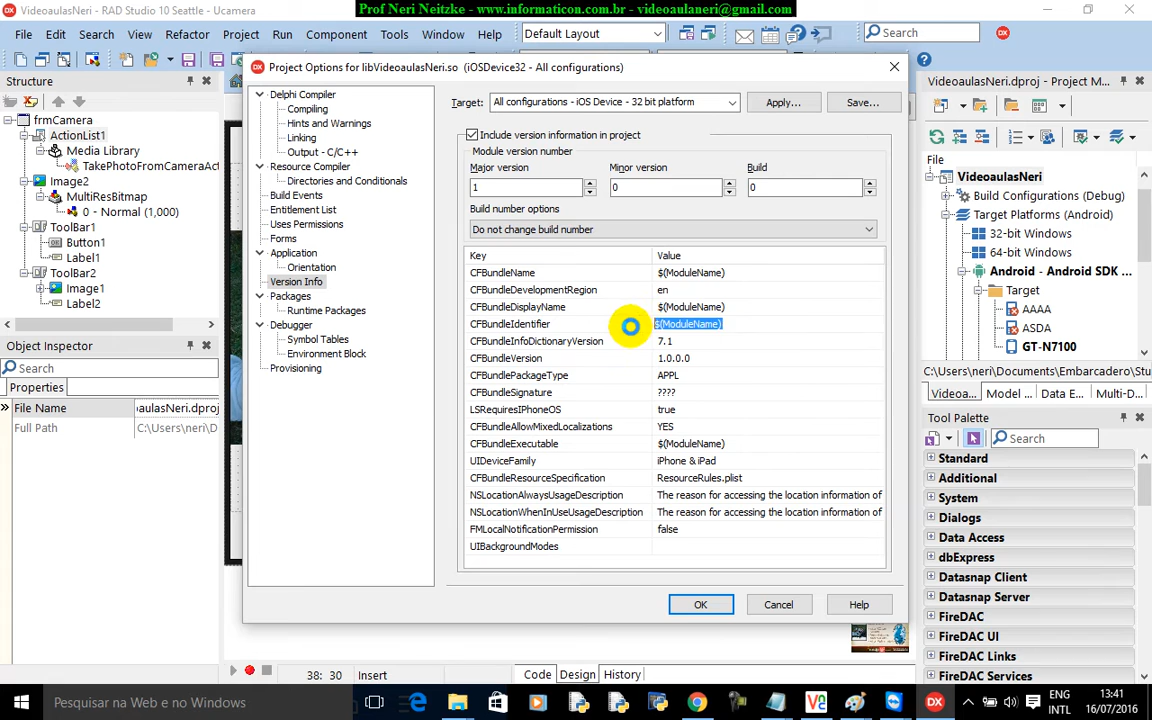 VideoaulasNeri - RAD Studio 10 Seattle - Ucamera
Prof Neri Neitzke - www.informaticon.com.br - videoaulaneri@gmail.com
File Edit Search View Refactor Project Run Component Tools Window Help
Default Layout
Search
Structure
frmCamera
ActionList1
Media Library
TakePhotoFromCameraAct
Image2
MultiResBitmap
0 - Normal (1,000)
ToolBar1
Button1
Label1
ToolBar2
Image1
Label2
Object Inspector
Search
Properties
File Name
aulasNeri.dproj
Full Path
C:\Users\neri\D
Project Options for libVideoaulasNeri.so (iOSDevice32 - All configurations)
Delphi Compiler
Compiling
Hints and Warnings
Linking
Output - C/C++
Resource Compiler
Directories and Conditionals
Build Events
Entitlement List
Uses Permissions
Forms
Application
Orientation
Version Info
Packages
Runtime Packages
Debugger
Symbol Tables
Environment Block
Provisioning
Target: All configurations - iOS Device - 32 bit platform Apply... Save...
Include version information in project
Module version number
Major version Minor version Build
1 0 0
Build number options
Do not change build number
Key Value
CFBundleName $(ModuleName)
CFBundleDevelopmentRegion en
CFBundleDisplayName $(ModuleName)
CFBundleIdentifier $(ModuleName)
CFBundleInfoDictionaryVersion 7.1
CFBundleVersion 1.0.0.0
CFBundlePackageType APPL
CFBundleSignature ????
LSRequiresIPhoneOS true
CFBundleAllowMixedLocalizations YES
CFBundleExecutable $(ModuleName)
UIDeviceFamily iPhone & iPad
CFBundleResourceSpecification ResourceRules.plist
NSLocationAlwaysUsageDescription The reason for accessing the location information of
NSLocationWhenInUseUsageDescription The reason for accessing the location information of
FMLocalNotificationPermission false
UIBackgroundModes
OK Cancel Help
38: 30 Insert Code Design History
VideoaulasNeri.dproj - Project M...
File
VideoaulasNeri
Build Configurations (Debug)
Target Platforms (Android)
32-bit Windows
64-bit Windows
Android - Android SDK ...
Target
AAAA
ASDA
GT-N7100
C:\Users\neri\Documents\Embarcadero\Stu
Videoa... Model ... Data E... Multi-D...
Tool Palette
Search
Standard
Additional
System
Dialogs
Data Access
dbExpress
Datasnap Client
Datasnap Server
FireDAC
FireDAC UI
FireDAC Links
FireDAC Services
Pesquisar na Web e no Windows
ENG
INTL
13:41
16/07/2016